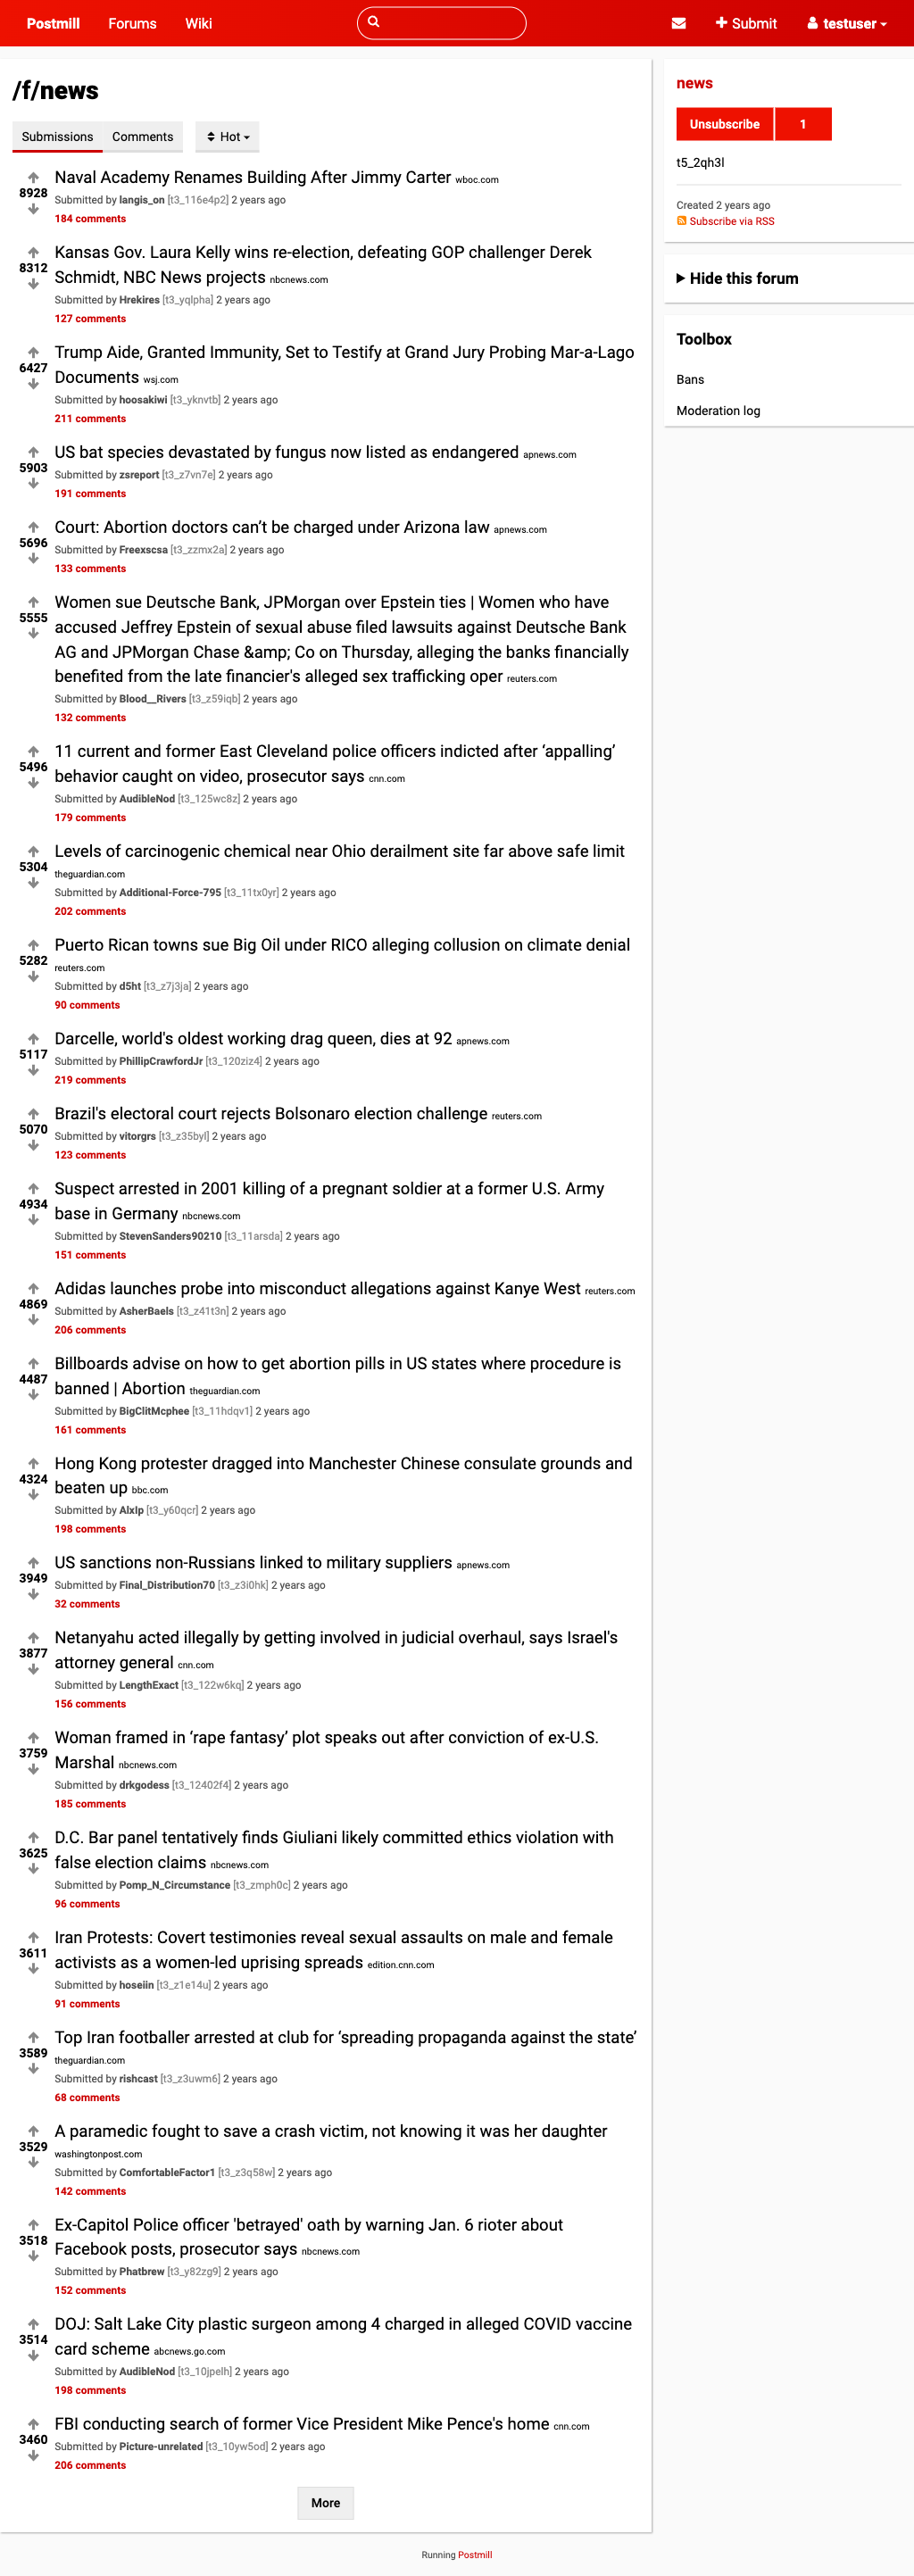 Postmill Forums Wiki Submit testuser
/f/news
Submissions Comments Hot
Naval Academy Renames Building After Jimmy Carter wboc.com
8928
Submitted by langis_on [t3_116e4p2] 2 years ago
184 comments
Kansas Gov. Laura Kelly wins re-election, defeating GOP challenger Derek
8312
Schmidt, NBC News projects nbcnews.com
Submitted by Hrekires [t3_yqlpha] 2 years ago
127 comments
Trump Aide, Granted Immunity, Set to Testify at Grand Jury Probing Mar-a-Lago
6427
Documents wsj.com
Submitted by hoosakiwi [t3_yknvtb] 2 years ago
211 comments
US bat species devastated by fungus now listed as endangered apnews.com
5903
Submitted by zsreport [t3_z7vn7e] 2 years ago
191 comments
Court: Abortion doctors can’t be charged under Arizona law apnews.com
5696
Submitted by Freexscsa [t3_zzmx2a] 2 years ago
133 comments
Women sue Deutsche Bank, JPMorgan over Epstein ties | Women who have
5555
accused Jeffrey Epstein of sexual abuse filed lawsuits against Deutsche Bank
AG and JPMorgan Chase &amp; Co on Thursday, alleging the banks financially
benefited from the late financier's alleged sex trafficking oper reuters.com
Submitted by Blood__Rivers [t3_z59iqb] 2 years ago
132 comments
11 current and former East Cleveland police officers indicted after ‘appalling’
5496
behavior caught on video, prosecutor says cnn.com
Submitted by AudibleNod [t3_125wc8z] 2 years ago
179 comments
Levels of carcinogenic chemical near Ohio derailment site far above safe limit
5304
theguardian.com
Submitted by Additional-Force-795 [t3_11tx0yr] 2 years ago
202 comments
Puerto Rican towns sue Big Oil under RICO alleging collusion on climate denial
5282
reuters.com
Submitted by d5ht [t3_z7j3ja] 2 years ago
90 comments
Darcelle, world's oldest working drag queen, dies at 92 apnews.com
5117
Submitted by PhillipCrawfordJr [t3_120ziz4] 2 years ago
219 comments
Brazil's electoral court rejects Bolsonaro election challenge reuters.com
5070
Submitted by vitorgrs [t3_z35byl] 2 years ago
123 comments
Suspect arrested in 2001 killing of a pregnant soldier at a former U.S. Army
4934
base in Germany nbcnews.com
Submitted by StevenSanders90210 [t3_11arsda] 2 years ago
151 comments
Adidas launches probe into misconduct allegations against Kanye West reuters.com
4869
Submitted by AsherBaels [t3_z41t3n] 2 years ago
206 comments
Billboards advise on how to get abortion pills in US states where procedure is
4487
banned | Abortion theguardian.com
Submitted by BigClitMcphee [t3_11hdqv1] 2 years ago
161 comments
Hong Kong protester dragged into Manchester Chinese consulate grounds and
4324
beaten up bbc.com
Submitted by AlxIp [t3_y60qcr] 2 years ago
198 comments
US sanctions non-Russians linked to military suppliers apnews.com
3949
Submitted by Final_Distribution70 [t3_z3i0hk] 2 years ago
32 comments
Netanyahu acted illegally by getting involved in judicial overhaul, says Israel's
3877
attorney general cnn.com
Submitted by LengthExact [t3_122w6kq] 2 years ago
156 comments
Woman framed in ‘rape fantasy’ plot speaks out after conviction of ex-U.S.
3759
Marshal nbcnews.com
Submitted by drkgodess [t3_12402f4] 2 years ago
185 comments
D.C. Bar panel tentatively finds Giuliani likely committed ethics violation with
3625
false election claims nbcnews.com
Submitted by Pomp_N_Circumstance [t3_zmph0c] 2 years ago
96 comments
Iran Protests: Covert testimonies reveal sexual assaults on male and female
3611
activists as a women-led uprising spreads edition.cnn.com
Submitted by hoseiin [t3_z1e14u] 2 years ago
91 comments
Top Iran footballer arrested at club for ‘spreading propaganda against the state’
3589
theguardian.com
Submitted by rishcast [t3_z3uwm6] 2 years ago
68 comments
A paramedic fought to save a crash victim, not knowing it was her daughter
3529
washingtonpost.com
Submitted by ComfortableFactor1 [t3_z3q58w] 2 years ago
142 comments
Ex-Capitol Police officer 'betrayed' oath by warning Jan. 6 rioter about
3518
Facebook posts, prosecutor says nbcnews.com
Submitted by Phatbrew [t3_y82zg9] 2 years ago
152 comments
DOJ: Salt Lake City plastic surgeon among 4 charged in alleged COVID vaccine
3514
card scheme abcnews.go.com
Submitted by AudibleNod [t3_10jpelh] 2 years ago
198 comments
FBI conducting search of former Vice President Mike Pence's home cnn.com
3460
Submitted by Picture-unrelated [t3_10yw5od] 2 years ago
206 comments
More
news
Unsubscribe 1
t5_2qh3l
Created 2 years ago
Subscribe via RSS
Hide this forum
Toolbox
Bans
Moderation log
Running Postmill